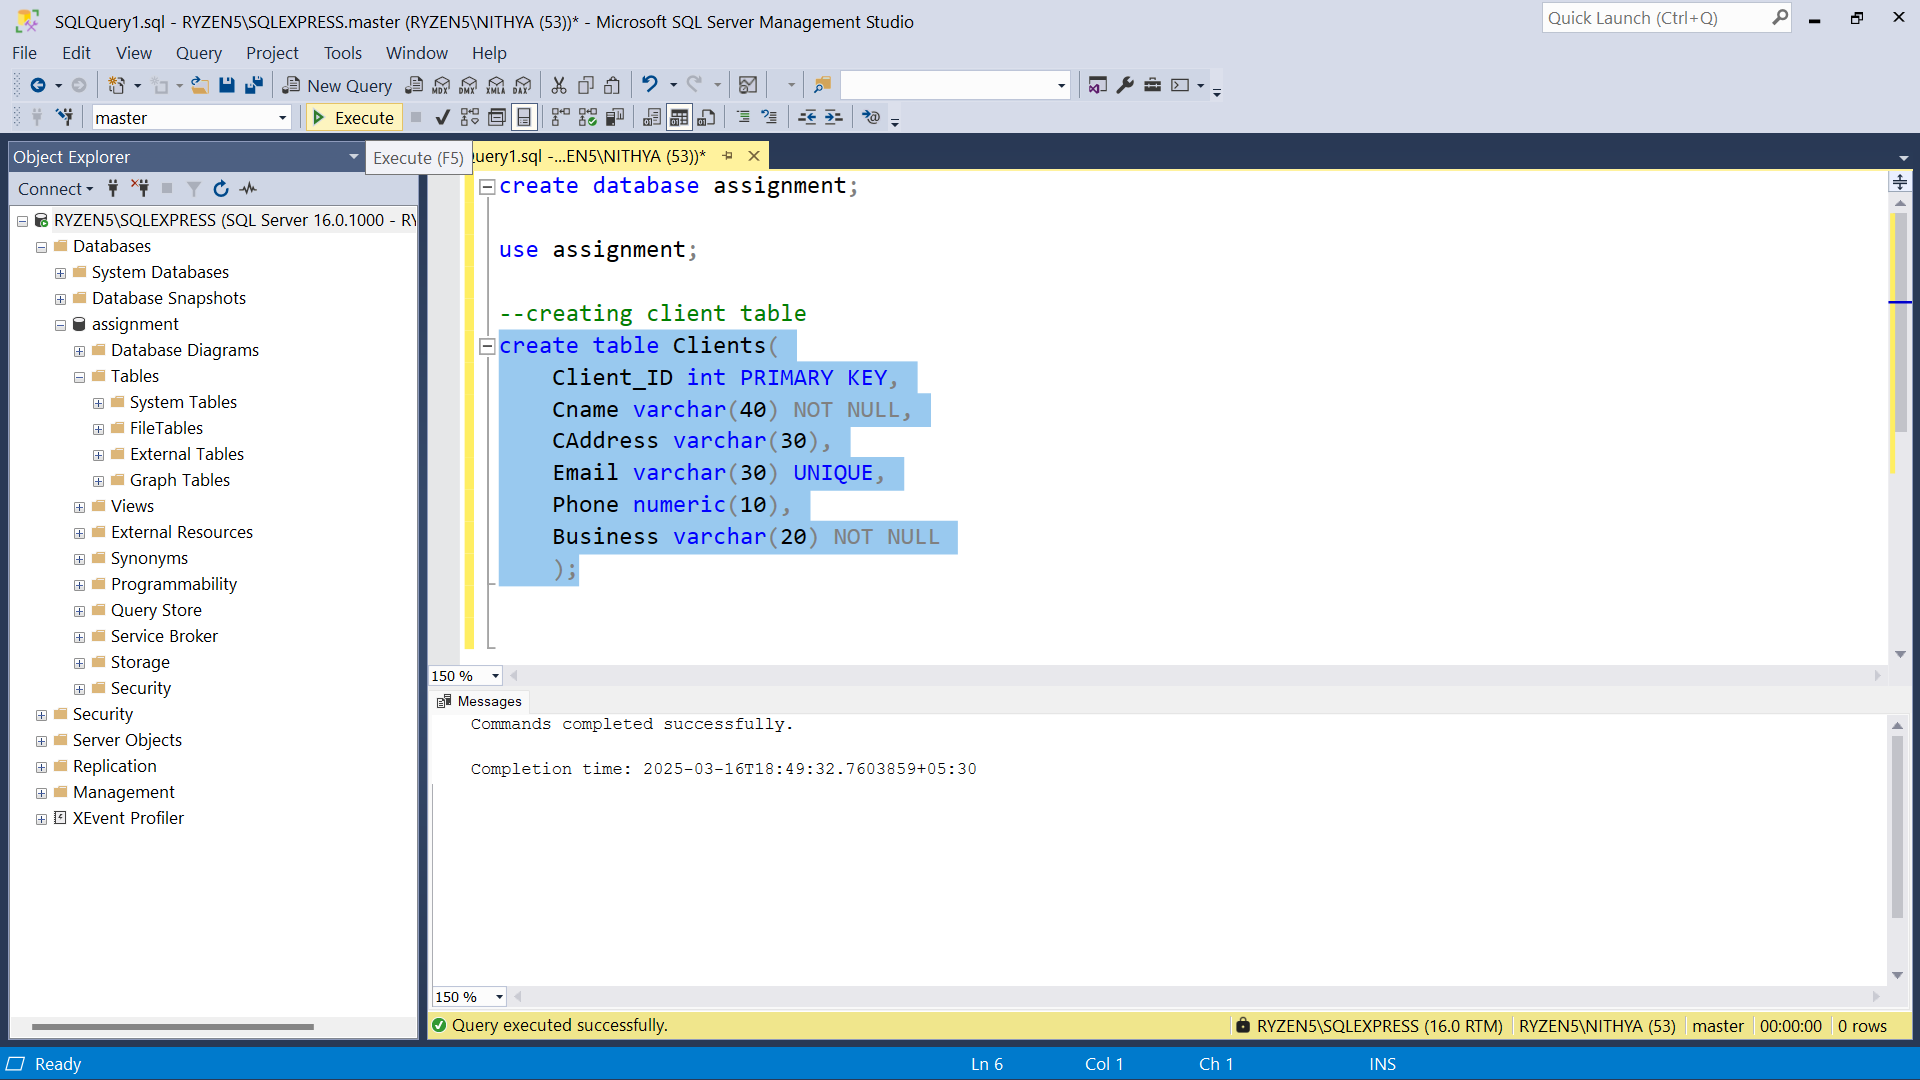 SQLQuery1.sql - RYZEN5\SQLEXPRESS.master (RYZEN5\NITHYA (53))* - Microsoft SQL Server Management Studio
Quick Launch (Ctrl+Q)
File Edit View Query Project Tools Window Help
New Query MDX DMX XMLA DAX
master Execute
Object Explorer
Execute (F5)
uery1.sql -...EN5\NITHYA (53))*
Connect
RYZEN5\SQLEXPRESS (SQL Server 16.0.1000 - RY
Databases
System Databases
Database Snapshots
assignment
Database Diagrams
Tables
System Tables
FileTables
External Tables
Graph Tables
Views
External Resources
Synonyms
Programmability
Query Store
Service Broker
Storage
Security
Security
Server Objects
Replication
Management
XEvent Profiler
create database assignment;
use assignment;
--creating client table
create table Clients(
Client_ID int PRIMARY KEY,
Cname varchar(40) NOT NULL,
CAddress varchar(30),
Email varchar(30) UNIQUE,
Phone numeric(10),
Business varchar(20) NOT NULL
);
150 %
Messages
Commands completed successfully.
Completion time: 2025-03-16T18:49:32.7603859+05:30
150 %
Query executed successfully. RYZEN5\SQLEXPRESS (16.0 RTM) RYZEN5\NITHYA (53) master 00:00:00 0 rows
Ready Ln 6 Col 1 Ch 1 INS